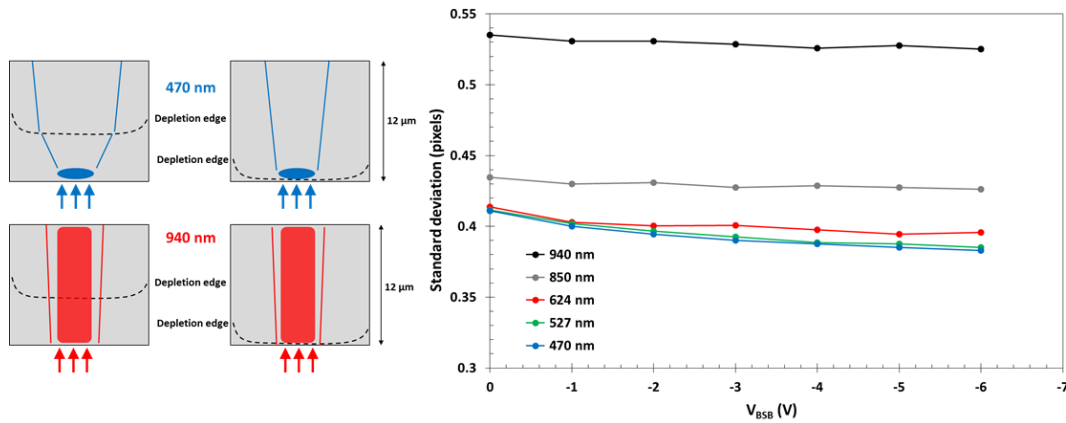 470 nm
Depletion edge
Depletion edge
12 µm
940 nm
Depletion edge
Depletion edge
12 µm
Standard deviation (pixels)
0.55
0.5
0.45
0.4
0.35
0.3
940 nm
850 nm
624 nm
527 nm
470 nm
0 -1 -2 -3 -4 -5 -6 -7
VBSB (V)